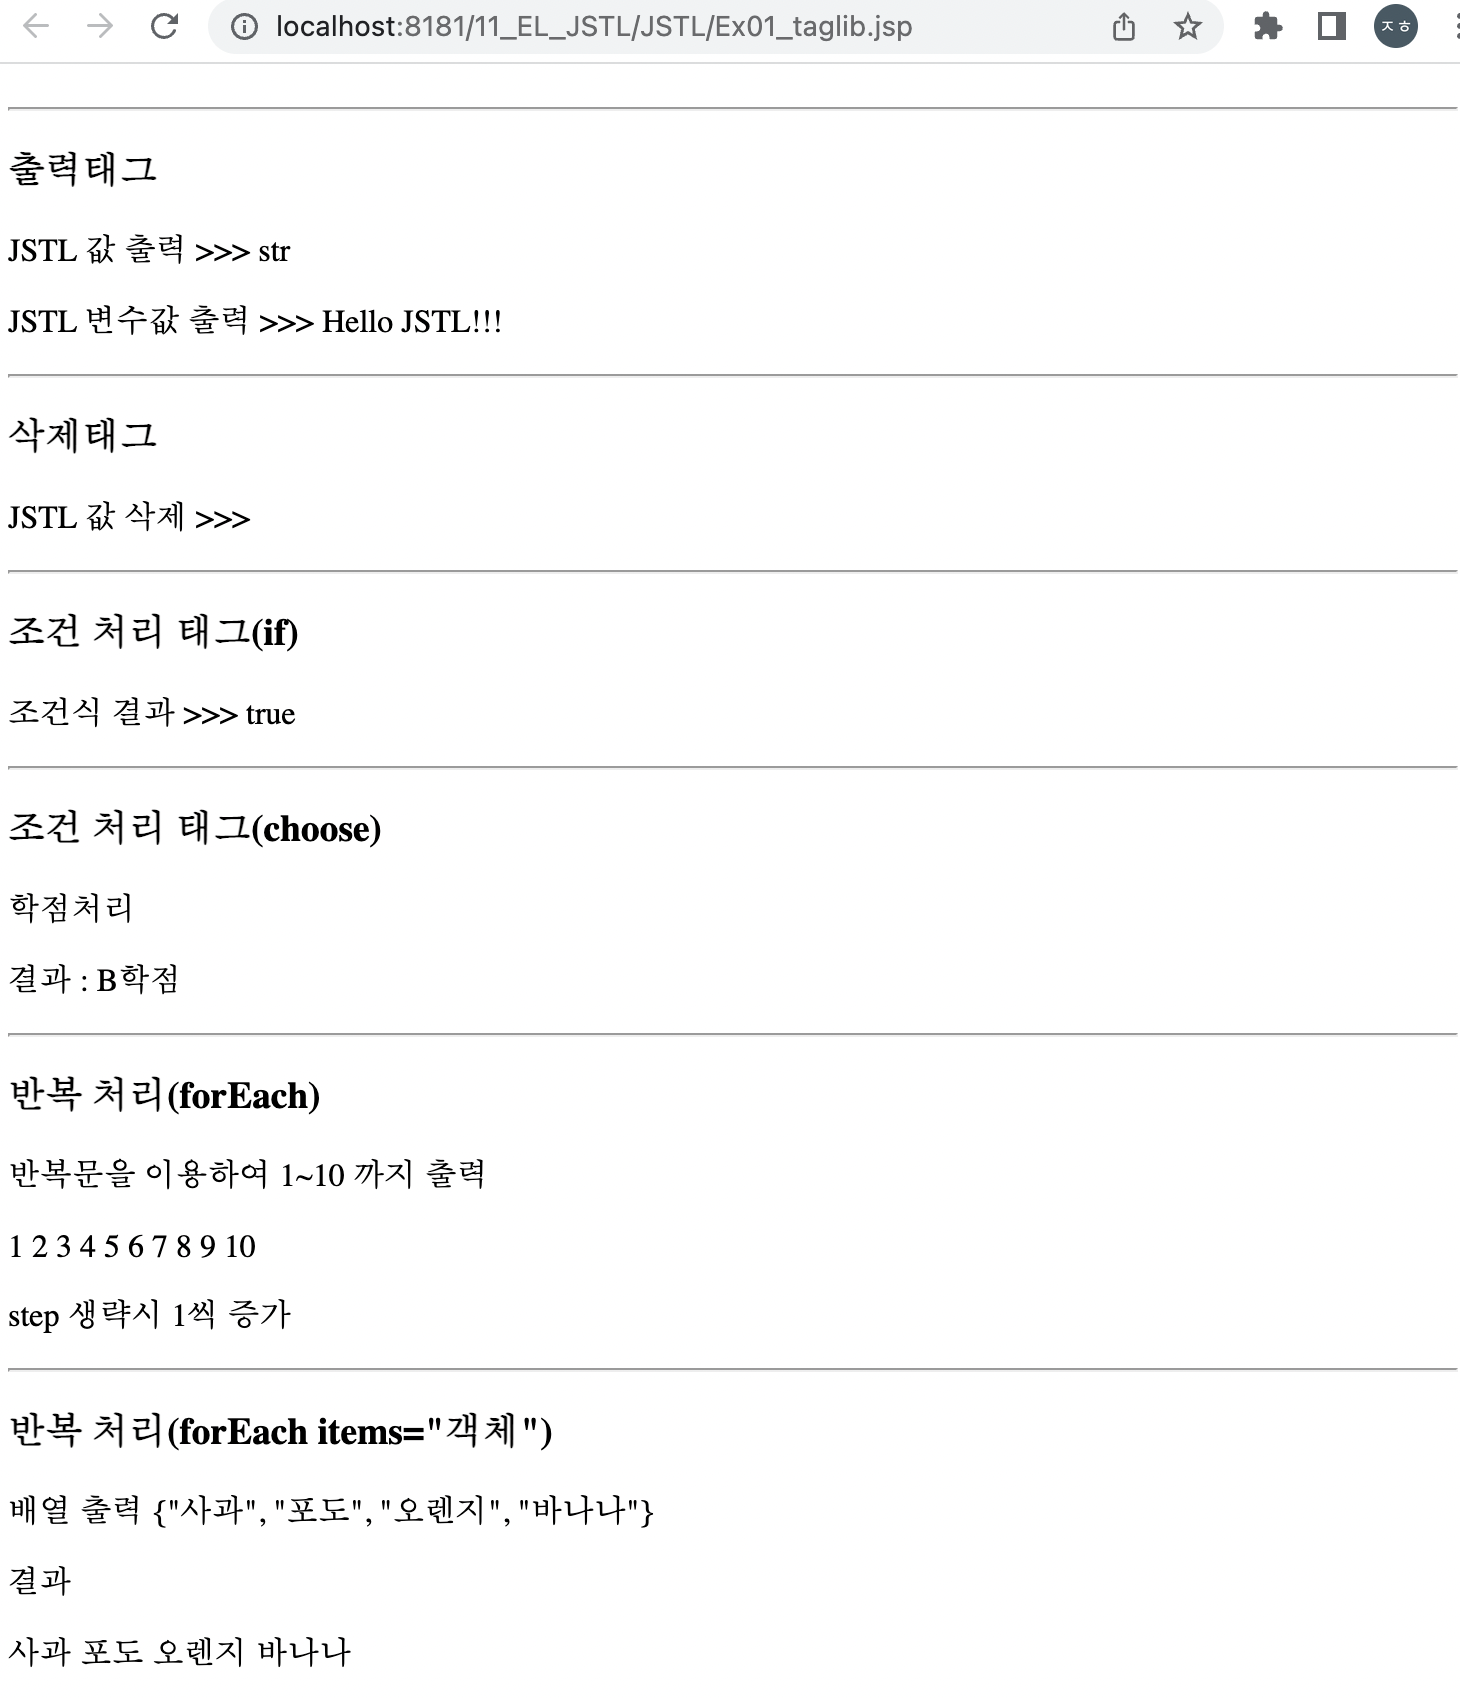 localhost:8181/11_EL_JSTL/JSTL/Ex01_taglib.jsp
ㅈㅎ
출력태그
JSTL 값 출력 >>> str
JSTL 변수값 출력 >>> Hello JSTL!!!
삭제태그
JSTL 값 삭제 >>>
조건 처리 태그(if)
조건식 결과 >>> true
조건 처리 태그(choose)
학점처리
결과 : B학점
반복 처리(forEach)
반복문을 이용하여 1~10 까지 출력
1 2 3 4 5 6 7 8 9 10
step 생략시 1씩 증가
반복 처리(forEach items="객체")
배열 출력 {"사과", "포도", "오렌지", "바나나"}
결과
사과 포도 오렌지 바나나